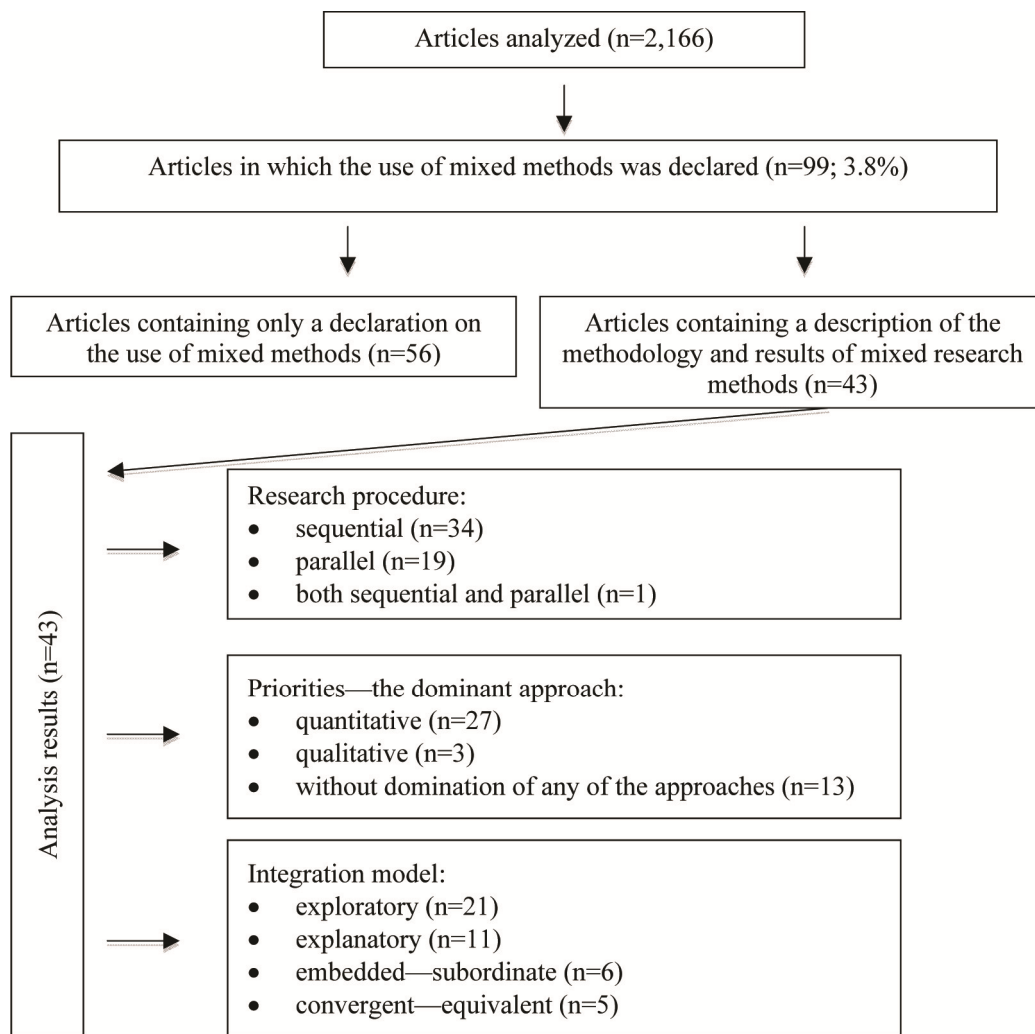 Articles analyzed (n=2,166)
Articles in which the use of mixed methods was declared (n=99; 3.8%)
Articles containing only a declaration on
the use of mixed methods (n=56)
Articles containing a description of the
methodology and results of mixed research
methods (n=43)
Analysis results (n=43)
Research procedure:
• sequential (n=34)
• parallel (n=19)
• both sequential and parallel (n=1)
Priorities—the dominant approach:
• quantitative (n=27)
• qualitative (n=3)
• without domination of any of the approaches (n=13)
Integration model:
• exploratory (n=21)
• explanatory (n=11)
• embedded—subordinate (n=6)
• convergent—equivalent (n=5)